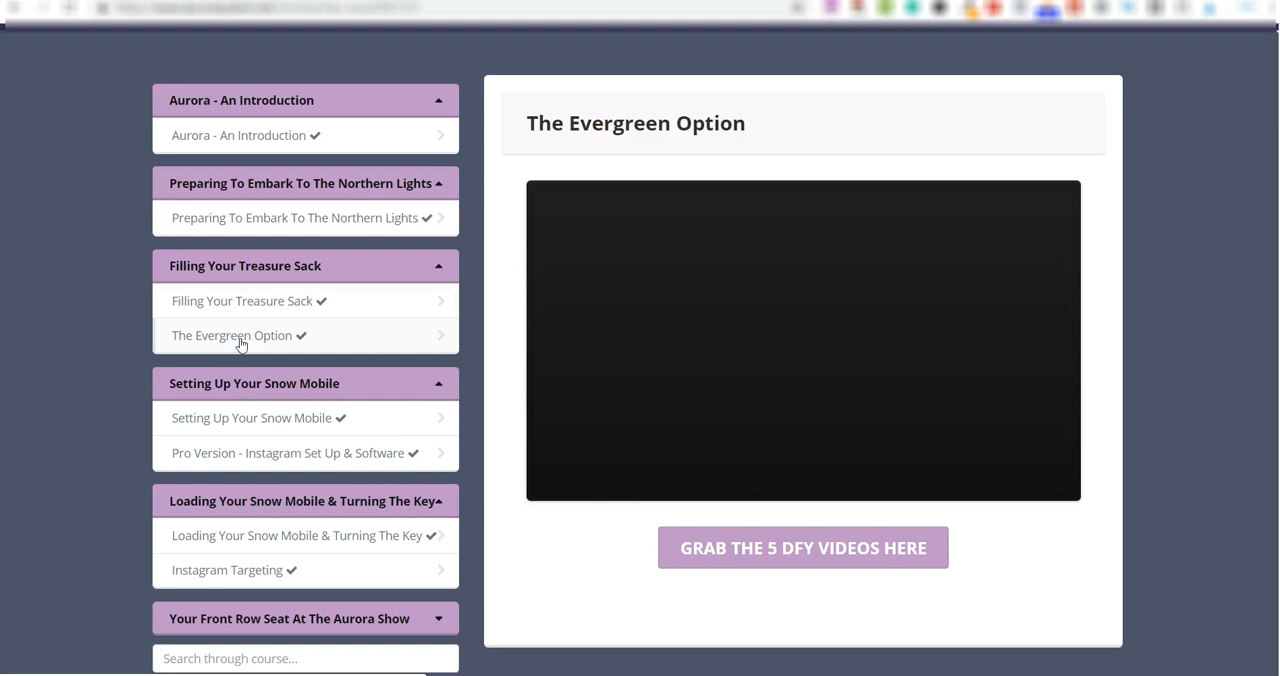 Aurora - An Introduction
Aurora - An Introduction
Preparing To Embark To The Northern Lights
Preparing To Embark To The Northern Lights
Filling Your Treasure Sack
Filling Your Treasure Sack
The Evergreen Option
Setting Up Your Snow Mobile
Setting Up Your Snow Mobile
Pro Version - Instagram Set Up & Software
Loading Your Snow Mobile & Turning The Key
Loading Your Snow Mobile & Turning The Key
Instagram Targeting
Your Front Row Seat At The Aurora Show
Search through course...
The Evergreen Option
GRAB THE 5 DFY VIDEOS HERE